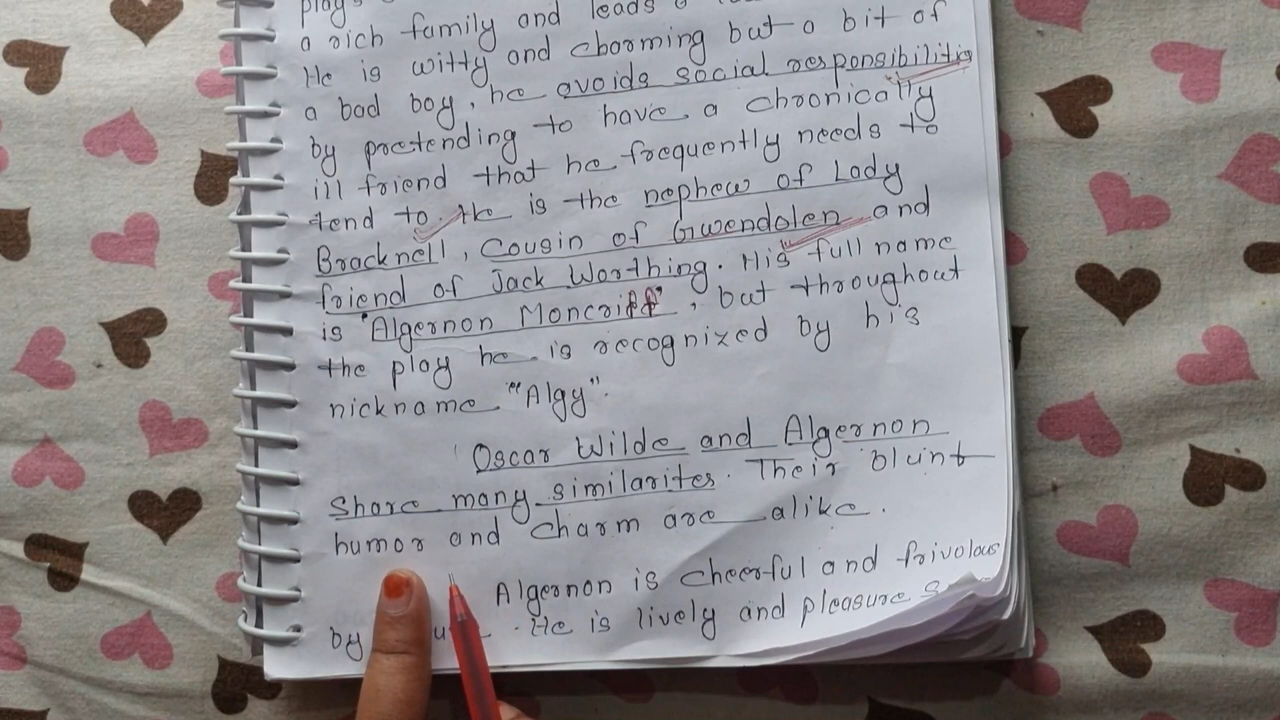 play's
a rich family and leads a
He is witty and charming but a bit of
a bad boy, he avoids social responsibilitis
by pretending to have a chronically
ill friend that he frequently needs to
tend to. He is the nephew of Lady
Bracknell, Cousin of Gwendolen and
friend of Jack Worthing. His full name
is "Algernon Moncriff", but throughout
the play he is recognized by his
nickname "Algy".
Oscar Wilde and Algernon
Share many similarites. Their blunt
humor and charm are alike.
Algernon is cheerful and frivolous
by . He is lively and pleasure